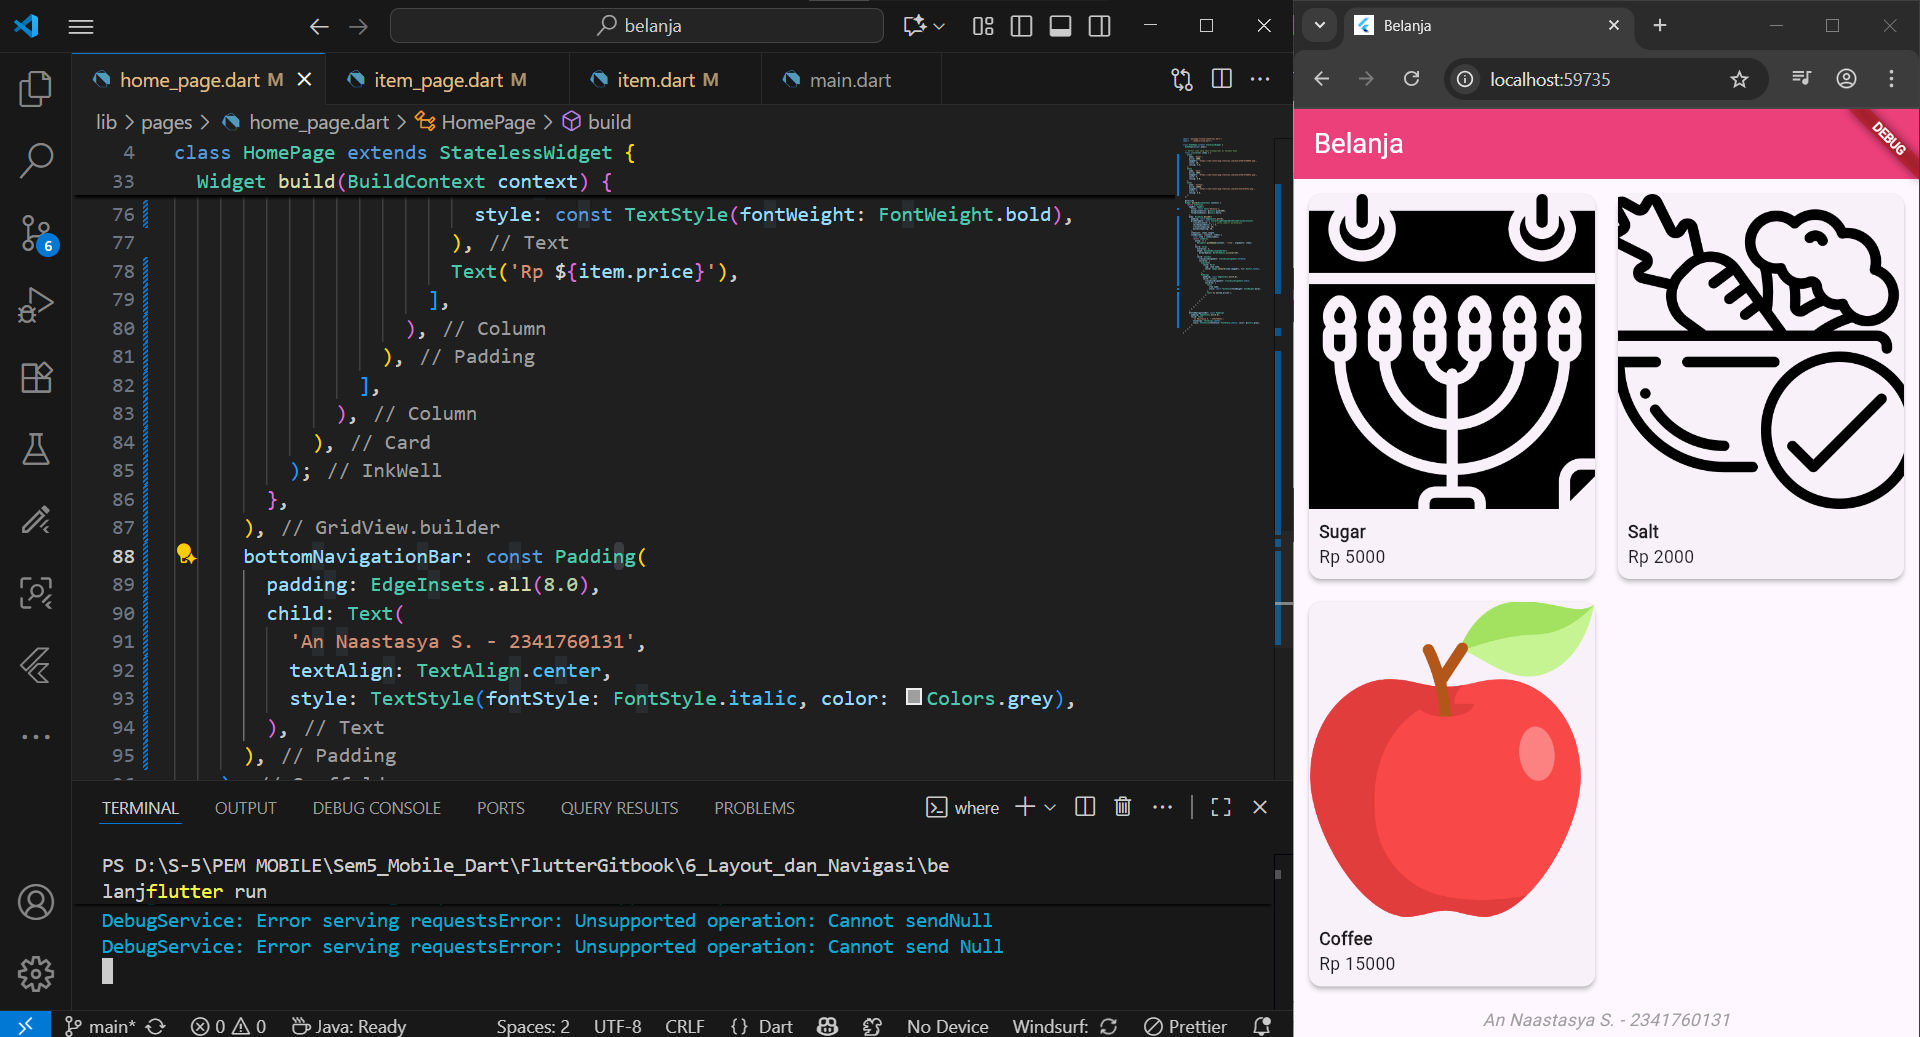 belanja
home_page.dart M
item_page.dart M
item.dart M
main.dart
lib > pages > home_page.dart > HomePage > build
4 class HomePage extends StatelessWidget {
33 Widget build(BuildContext context) {
76 style: const TextStyle(fontWeight: FontWeight.bold),
77 ), // Text
78 Text('Rp ${item.price}'),
79 ],
80 ), // Column
81 ), // Padding
82 ],
83 ), // Column
84 ), // Card
85 ); // InkWell
86 },
87 ), // GridView.builder
88 bottomNavigationBar: const Padding(
89 padding: EdgeInsets.all(8.0),
90 child: Text(
91 'An Naastasya S. - 2341760131',
92 textAlign: TextAlign.center,
93 style: TextStyle(fontStyle: FontStyle.italic, color: Colors.grey),
94 ), // Text
95 ), // Padding
TERMINAL OUTPUT DEBUG CONSOLE PORTS QUERY RESULTS PROBLEMS
where
PS D:\S-5\PEM MOBILE\Sem5_Mobile_Dart\FlutterGitbook\6_Layout_dan_Navigasi\be
lanjflutter run
DebugService: Error serving requestsError: Unsupported operation: Cannot sendNull
DebugService: Error serving requestsError: Unsupported operation: Cannot send Null
6
main* 0 0 Java: Ready Spaces: 2 UTF-8 CRLF {} Dart No Device Windsurf: Prettier
Belanja
localhost:59735
Belanja
DEBUG
Sugar
Rp 5000
Salt
Rp 2000
Coffee
Rp 15000
An Naastasya S. - 2341760131